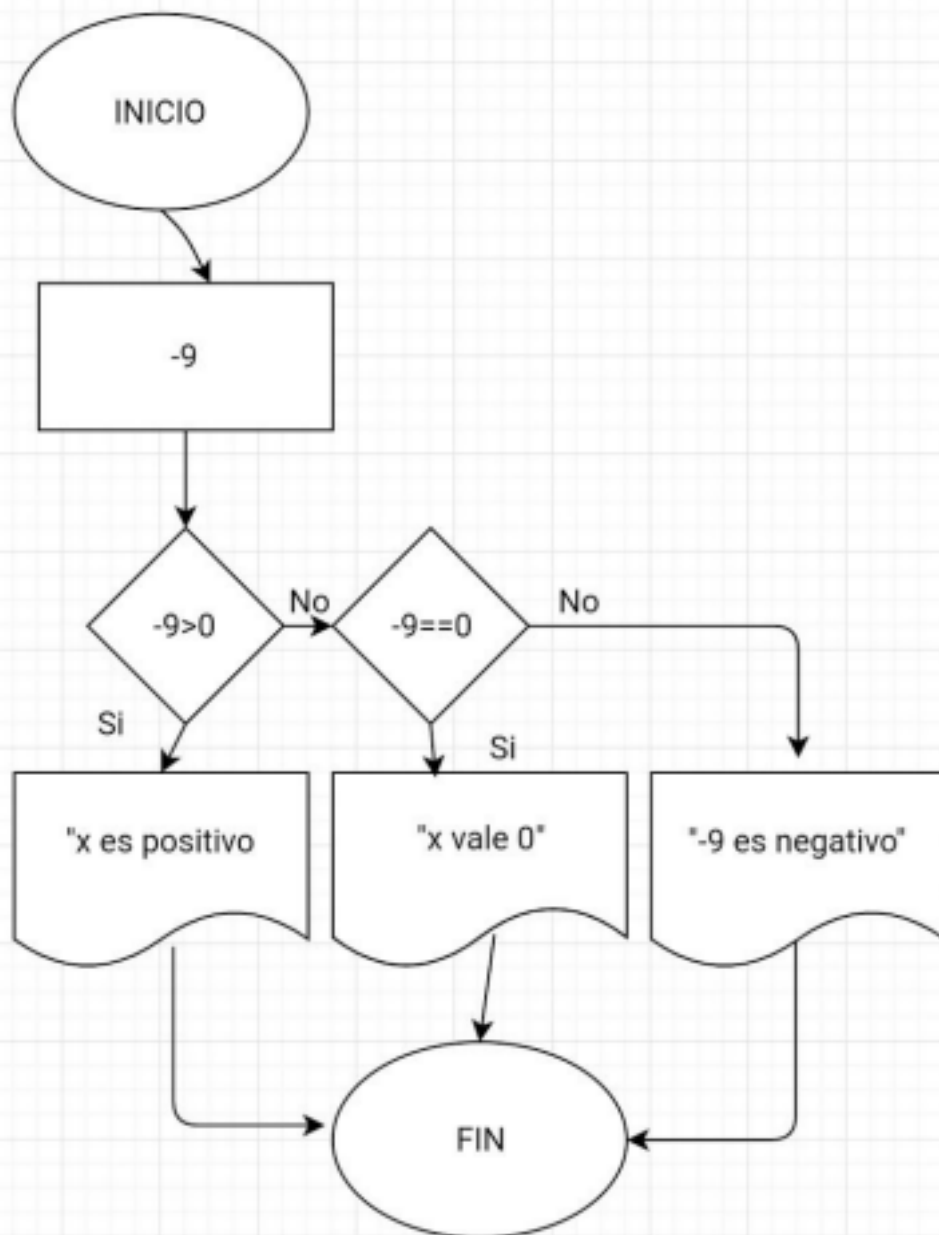 INICIO
-9
-9>0
No
-9==0
No
Si
Si
"x es positivo
"x vale 0"
"-9 es negativo"
FIN